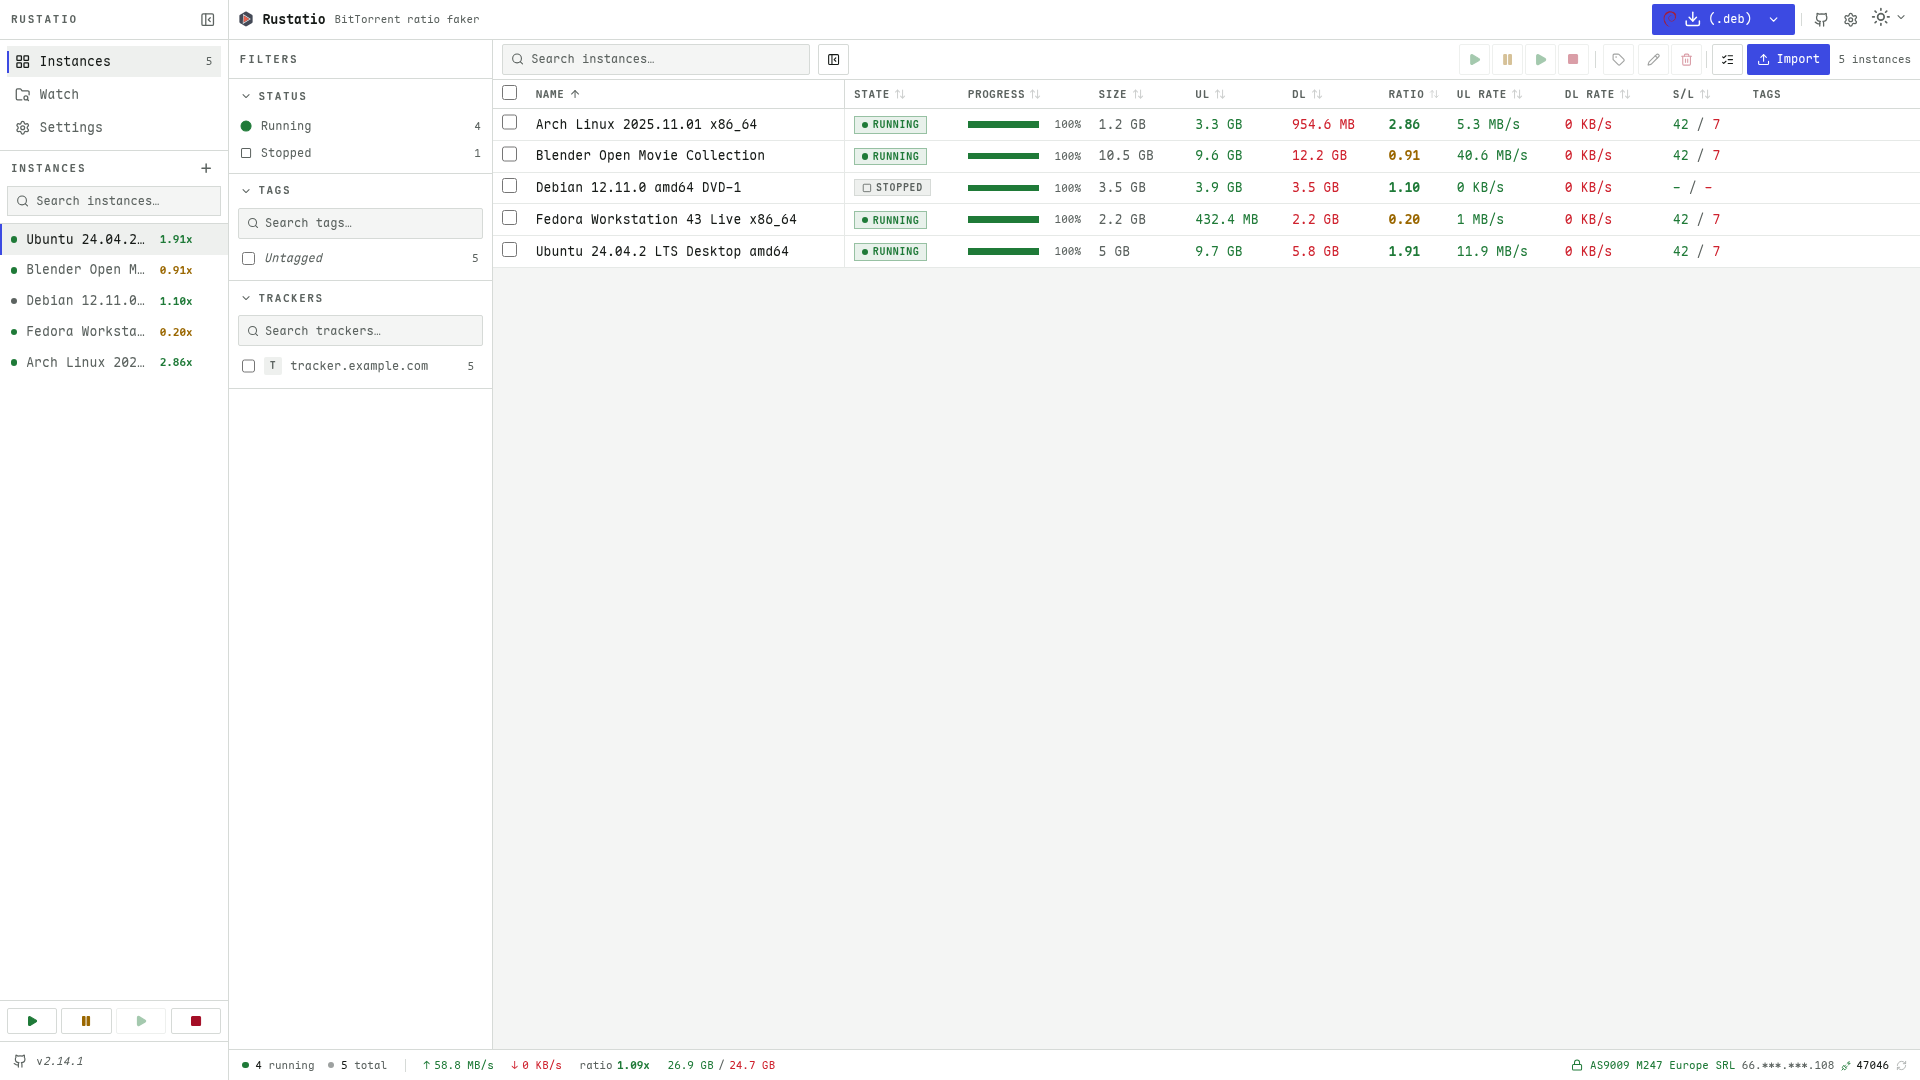 RUSTATIO
Instances 5
Watch
Settings
INSTANCES
Search instances…
Ubuntu 24.04.2… 1.91x
Blender Open M… 0.91x
Debian 12.11.0… 1.10x
Fedora Worksta… 0.20x
Arch Linux 202… 2.86x
v2.14.1
Rustatio BitTorrent ratio faker
(.deb)
FILTERS
STATUS
Running 4
Stopped 1
TAGS
Search tags…
Untagged 5
TRACKERS
Search trackers…
T tracker.example.com 5
Search instances…
Import 5 instances
NAME STATE PROGRESS SIZE UL DL RATIO UL RATE DL RATE S/L TAGS
Arch Linux 2025.11.01 x86_64 RUNNING 100% 1.2 GB 3.3 GB 954.6 MB 2.86 5.3 MB/s 0 KB/s 42 / 7
Blender Open Movie Collection RUNNING 100% 10.5 GB 9.6 GB 12.2 GB 0.91 40.6 MB/s 0 KB/s 42 / 7
Debian 12.11.0 amd64 DVD-1 STOPPED 100% 3.5 GB 3.9 GB 3.5 GB 1.10 0 KB/s 0 KB/s - / -
Fedora Workstation 43 Live x86_64 RUNNING 100% 2.2 GB 432.4 MB 2.2 GB 0.20 1 MB/s 0 KB/s 42 / 7
Ubuntu 24.04.2 LTS Desktop amd64 RUNNING 100% 5 GB 9.7 GB 5.8 GB 1.91 11.9 MB/s 0 KB/s 42 / 7
4 running 5 total ↑58.8 MB/s ↓0 KB/s ratio 1.09x 26.9 GB / 24.7 GB AS9009 M247 Europe SRL 66.***.***.108 47046